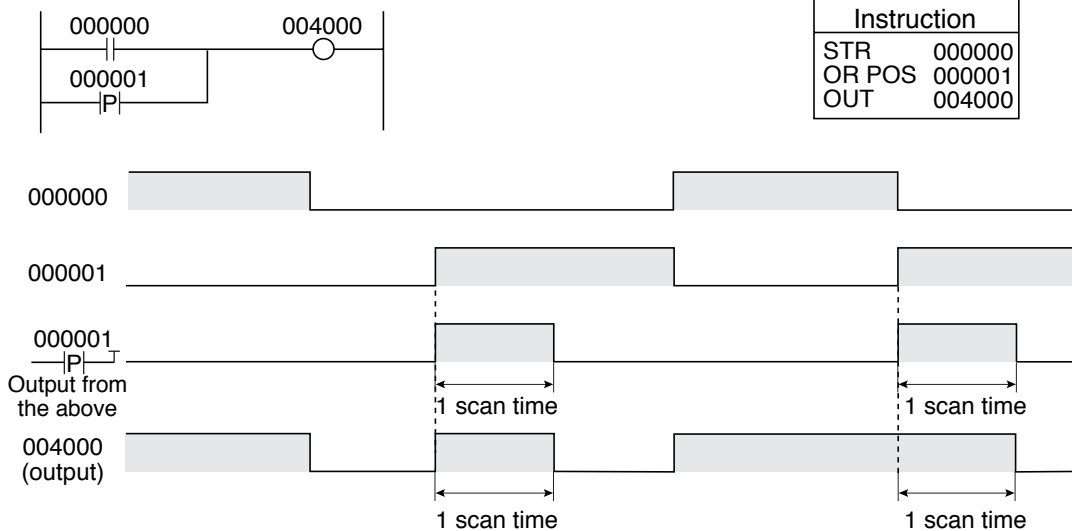 000000
004000
000001
P
Instruction
STR 000000
OR POS 000001
OUT 004000
000000
000001
000001
P
Output from
the above
1 scan time
1 scan time
004000
(output)
1 scan time
1 scan time